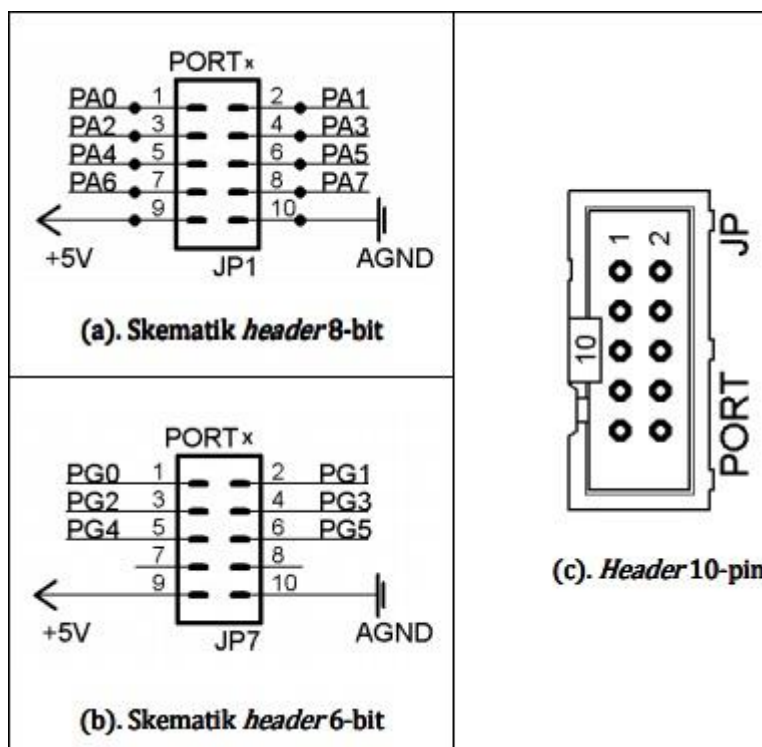 PORTx
PA0 1 2 PA1
PA2 3 4 PA3
PA4 5 6 PA5
PA6 7 8 PA7
9 10
+5V AGND
JP1
(a). Skematik header 8-bit
PORTx
PG0 1 2 PG1
PG2 3 4 PG3
PG4 5 6 PG5
7 8
9 10
+5V AGND
JP7
(b). Skematik header 6-bit
1 2
10
JP
PORT
(c). Header 10-pin